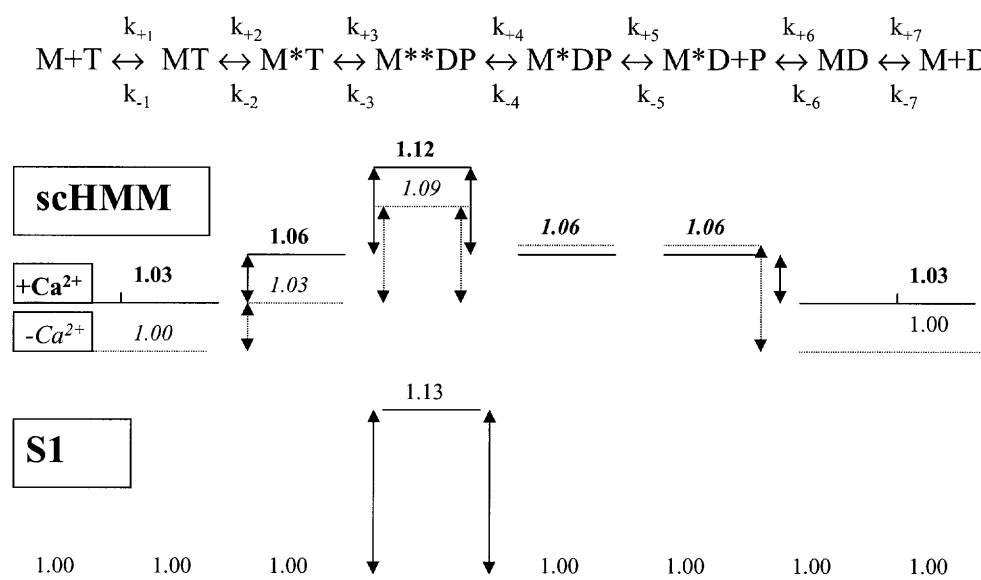 k+1 k+2 k+3 k+4 k+5 k+6 k+7
M+T ↔ MT ↔ M*T ↔ M**DP ↔ M*DP ↔ M*D+P ↔ MD ↔ M+D
k-1 k-2 k-3 k-4 k-5 k-6 k-7
scHMM
1.12
1.09
1.06
1.06
1.06
+Ca²⁺
1.03
1.03
1.03
-Ca²⁺
1.00
1.00
1.13
S1
1.00 1.00 1.00 1.00 1.00 1.00 1.00